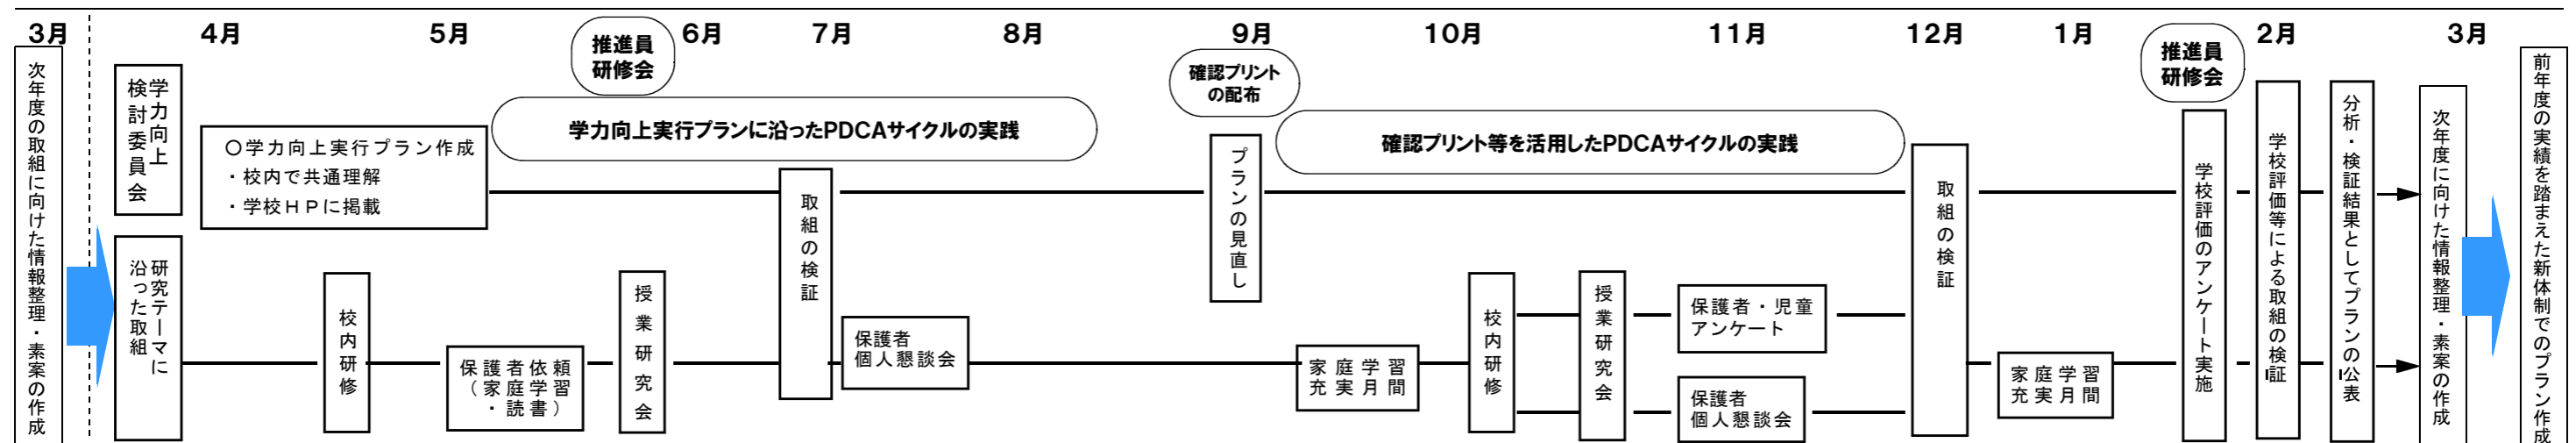 3月
4月
5月
6月
7月
8月
9月
10月
11月
12月
1月
2月
3月
次年度の取組に向けた情報整理・素案の作成
学力向上
検討委員会
研究テーマに
沿った取組
〇学力向上実行プラン作成
・校内で共通理解
・学校ＨＰに掲載
校内研修
保護者依頼
（家庭学習
・読書）
推進員
研修会
学力向上実行プランに沿ったPDCAサイクルの実践
授業研究会
取組の検証
保護者
個人懇談会
確認プリント
の配布
プランの見直し
確認プリント等を活用したPDCAサイクルの実践
家庭学習
充実月間
校内研修
授業研究会
保護者・児童
アンケート
保護者
個人懇談会
取組の検証
家庭学習
充実月間
推進員
研修会
学校評価のアンケート実施
学校評価等による取組の検証
分析・検証結果としてプランの公表
次年度に向けた情報整理・素案の作成
前年度の実績を踏まえた新体制でのプラン作成